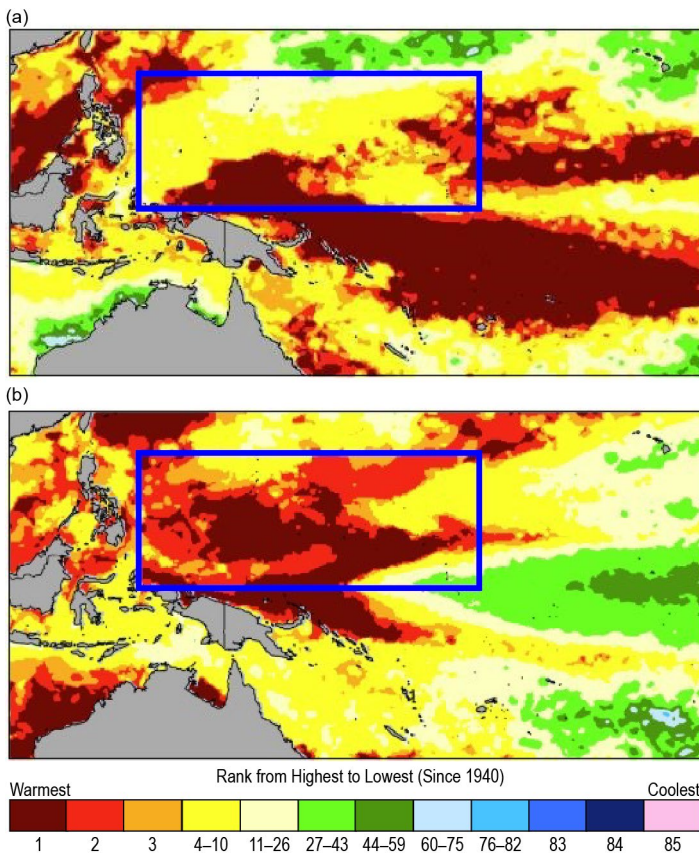 (a)
(b)
Rank from Highest to Lowest (Since 1940)
Warmest Coolest
1 2 3 4–10 11–26 27–43 44–59 60–75 76–82 83 84 85